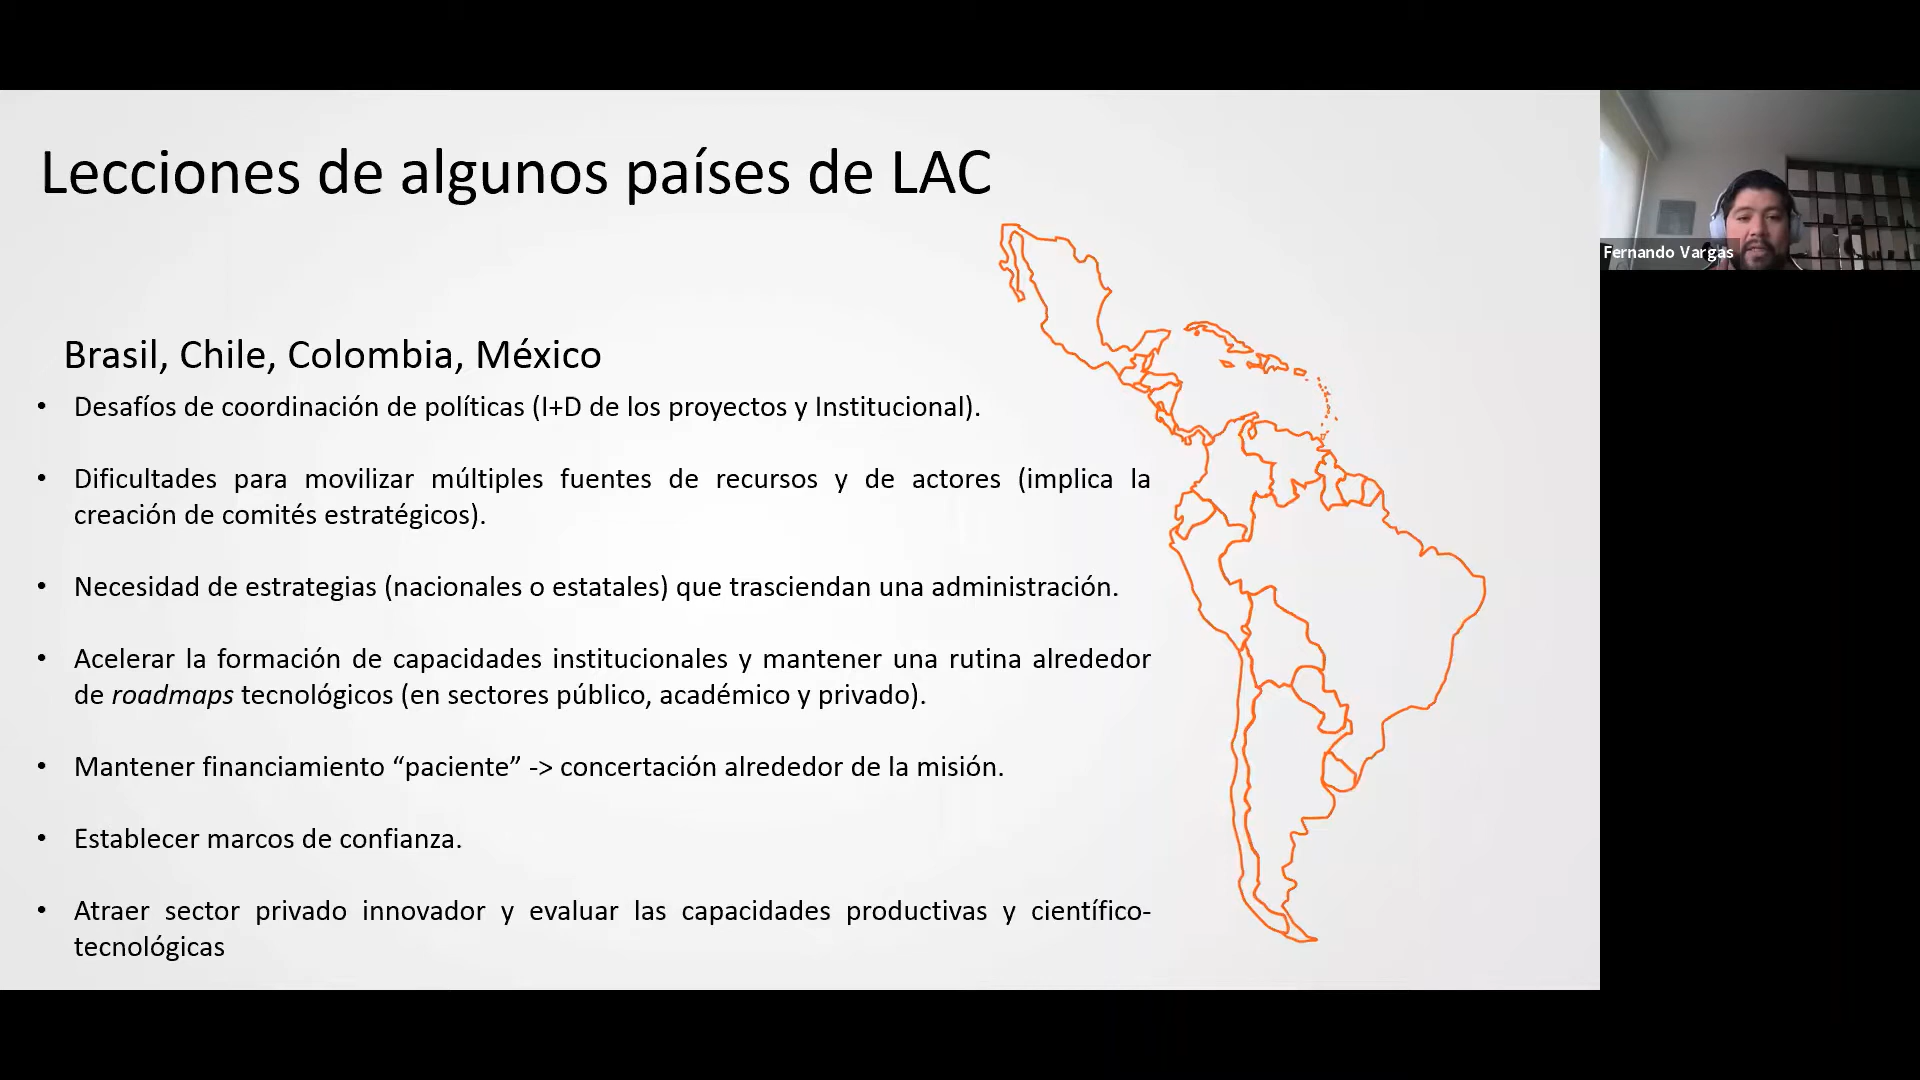 Lecciones de algunos países de LAC
Fernando Vargas
Brasil, Chile, Colombia, México
• Desafíos de coordinación de políticas (I+D de los proyectos y Institucional).
• Dificultades para movilizar múltiples fuentes de recursos y de actores (implica la
creación de comités estratégicos).
• Necesidad de estrategias (nacionales o estatales) que trasciendan una administración.
• Acelerar la formación de capacidades institucionales y mantener una rutina alrededor
de roadmaps tecnológicos (en sectores público, académico y privado).
• Mantener financiamiento “paciente” -> concertación alrededor de la misión.
• Establecer marcos de confianza.
• Atraer sector privado innovador y evaluar las capacidades productivas y científico-
tecnológicas